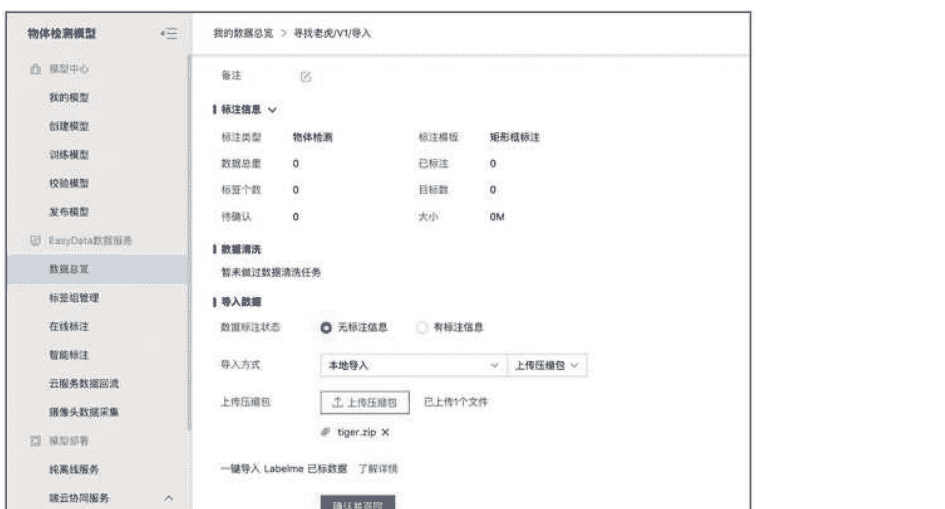 物体检测模型
我的数据总览 > 寻找老虎/V1/导入
模型中心
我的模型
创建模型
训练模型
校验模型
发布模型
EasyData数据服务
数据总览
标签组管理
在线标注
智能标注
云服务数据回流
摄像头数据采集
模型部署
纯离线服务
端云协同服务
备注
标注信息
标注类型 物体检测 标注模板 矩形框标注
数据总量 0 已标注 0
标签个数 0 目标数 0
待确认 0 大小 0M
数据清洗
暂未做过数据清洗任务
导入数据
数据标注状态 无标注信息 有标注信息
导入方式 本地导入 上传压缩包
上传压缩包 上传压缩包 已上传1个文件
tiger.zip ×
一键导入 Labelme 已标数据 了解详情
确认并返回